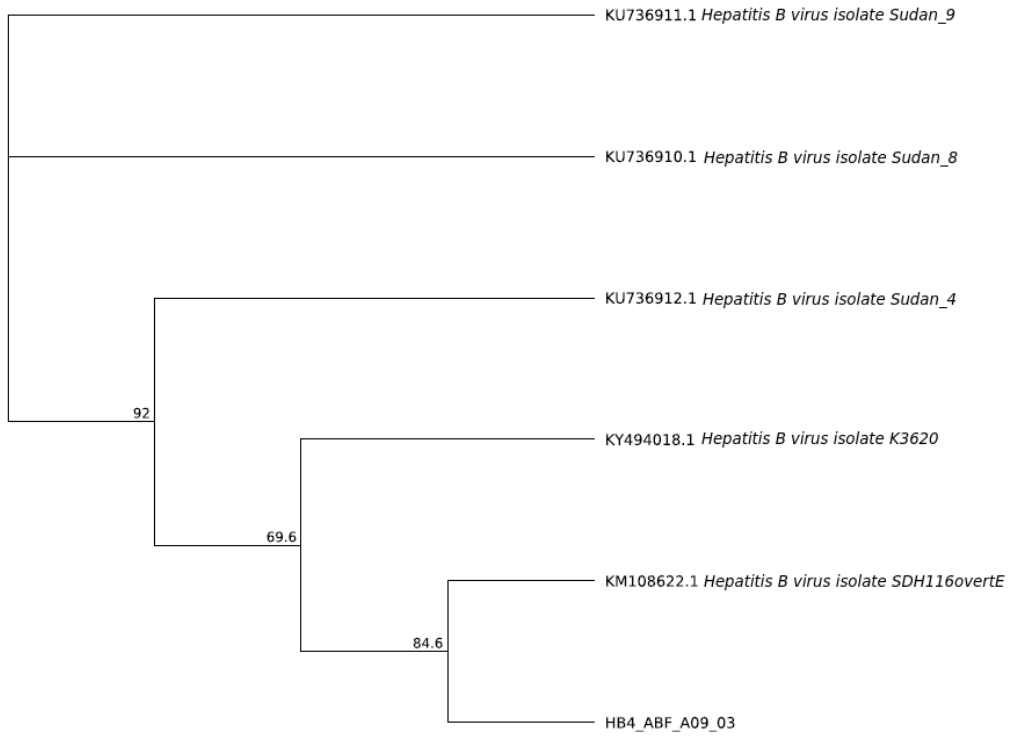 KU736911.1 Hepatitis B virus isolate Sudan_9
KU736910.1 Hepatitis B virus isolate Sudan_8
KU736912.1 Hepatitis B virus isolate Sudan_4
92
KY494018.1 Hepatitis B virus isolate K3620
69.6
KM108622.1 Hepatitis B virus isolate SDH116overtE
84.6
HB4_ABF_A09_03